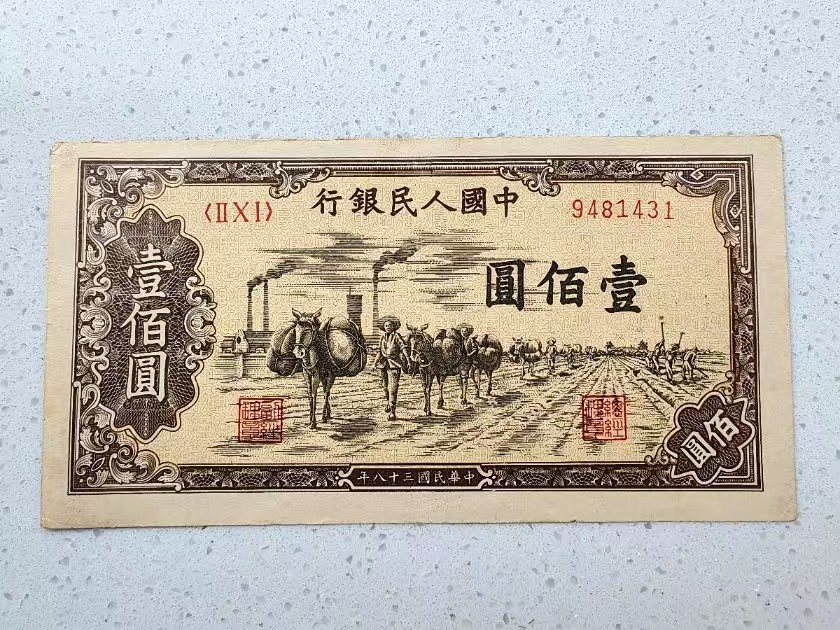 〈ⅡⅩⅠ〉
中國人民銀行
9481431
壹佰圓
壹佰圓
佰圓
中華民國三十八年